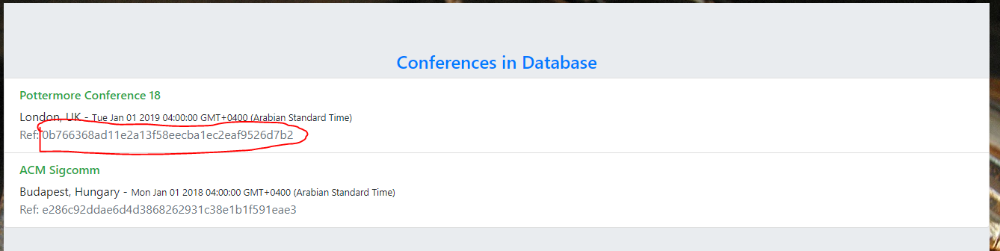 Conferences in Database
Pottermore Conference 18
London, UK - Tue Jan 01 2019 04:00:00 GMT+0400 (Arabian Standard Time)
Ref: 0b766368ad11e2a13f58eecba1ec2eaf9526d7b2
ACM Sigcomm
Budapest, Hungary - Mon Jan 01 2018 04:00:00 GMT+0400 (Arabian Standard Time)
Ref: e286c92ddae6d4d3868262931c38e1b1f591eae3